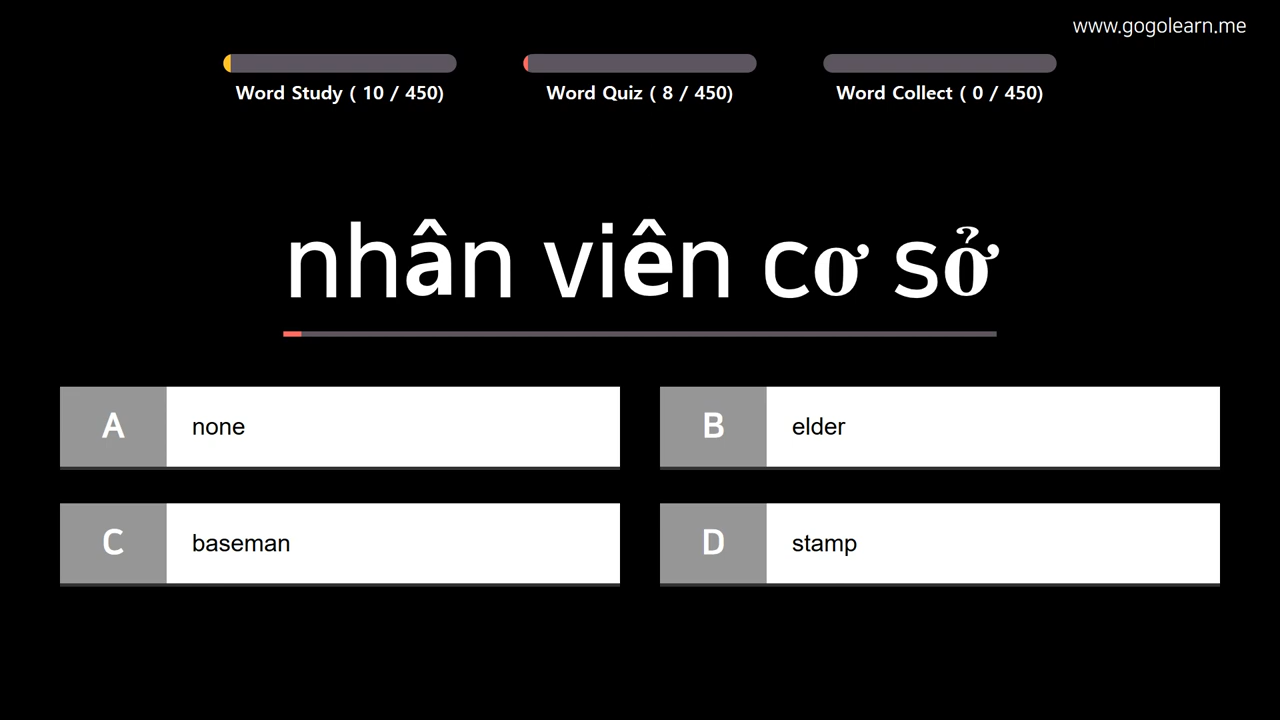 www.gogolearn.me
Word Study ( 10 / 450)
Word Quiz ( 8 / 450)
Word Collect ( 0 / 450)
nhân viên cơ sở
A none
B elder
C baseman
D stamp